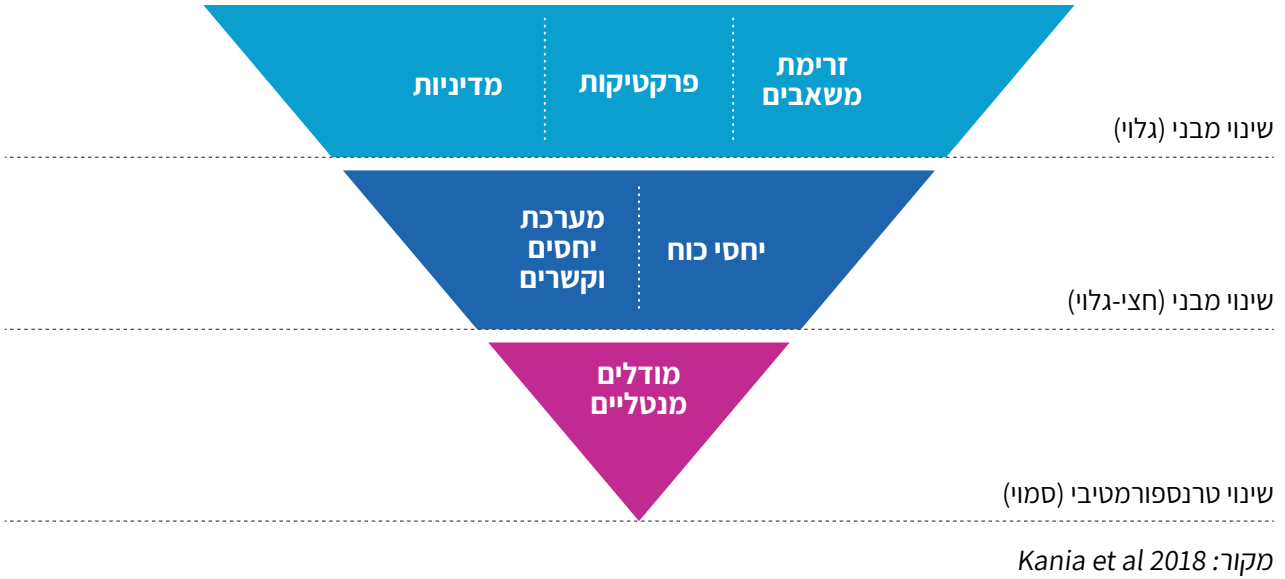 זרימת
משאבים
פרקטיקות
מדיניות
שינוי מבני (גלוי)
יחסי כוח
מערכת
יחסים
וקשרים
שינוי מבני (חצי-גלוי)
מודלים
מנטליים
שינוי טרנספורמטיבי (סמוי)
מקור: Kania et al 2018